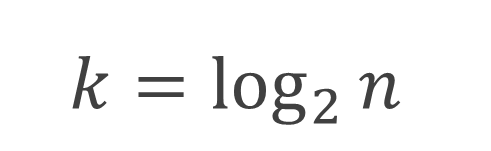 k = log₂ n